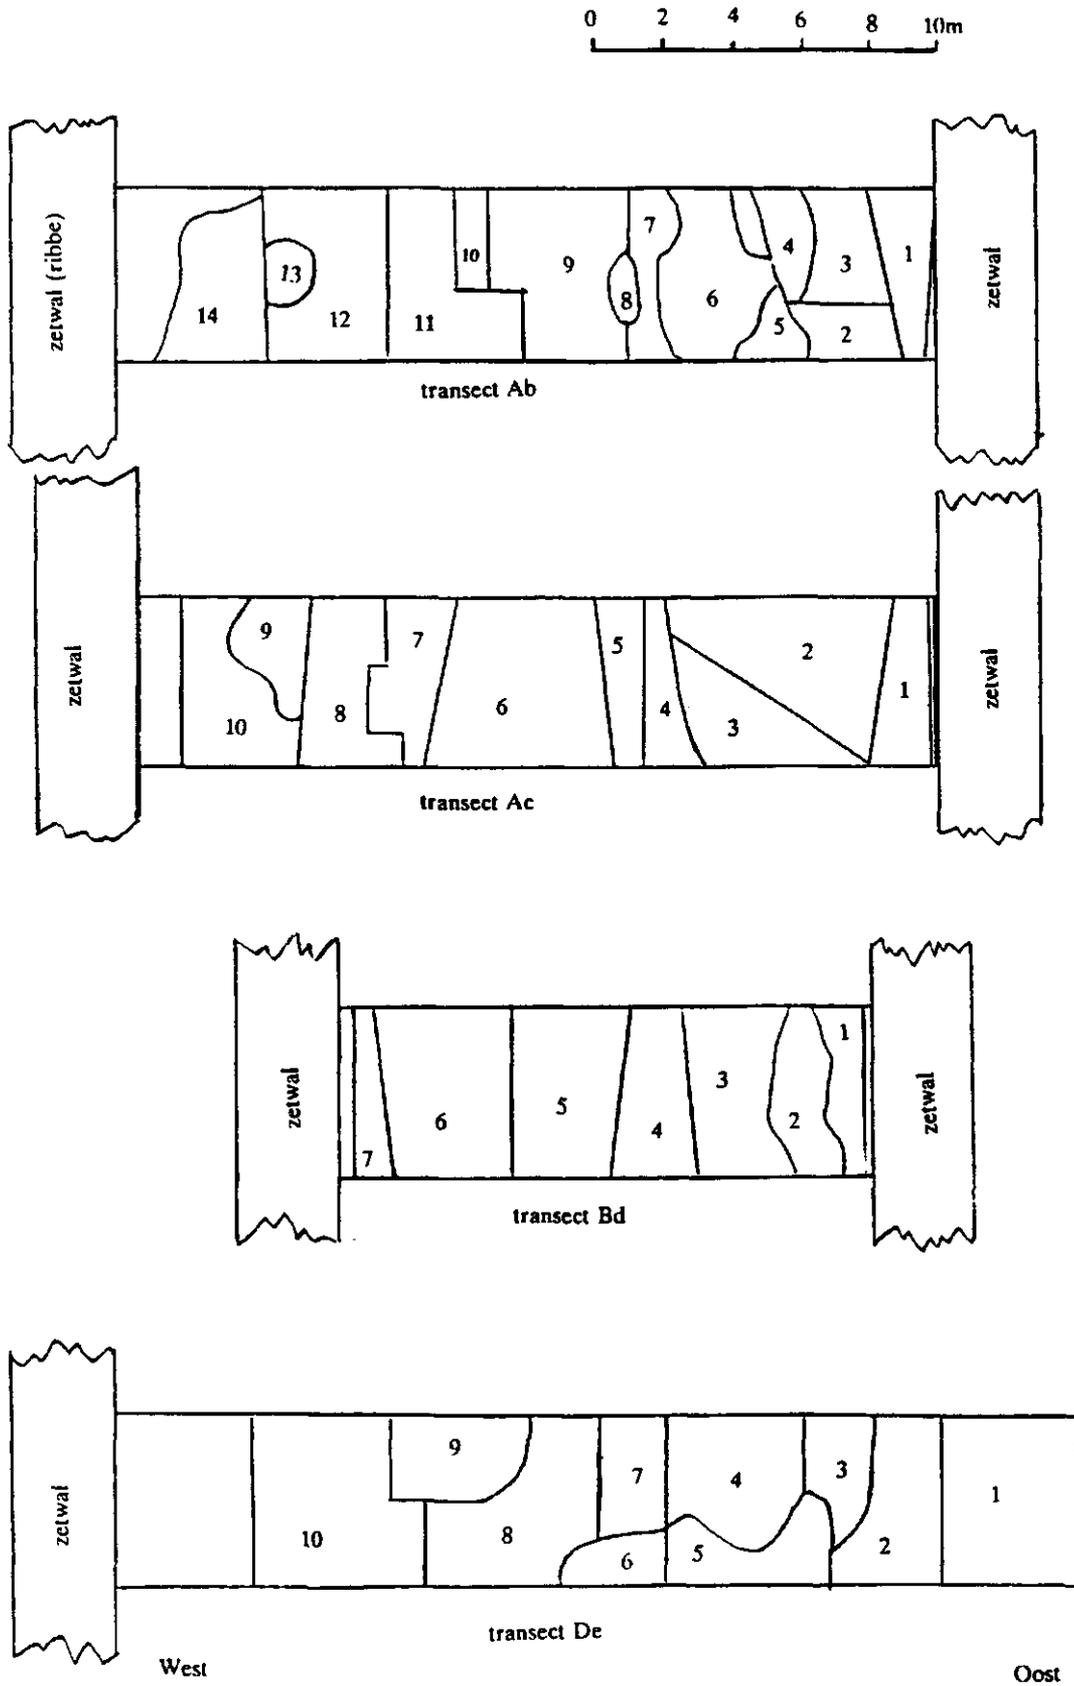 0 2 4 6 8 10m
zetwal (ribbe)
14 13 12 11 10 9 8 7 6 5 4 3 2 1
zetwal
transect Ab
zetwal
10 9 8 7 6 5 4 3 2 1
zetwal
transect Ac
zetwal
7 6 5 4 3 2 1
zetwal
transect Bd
zetwal
10 9 8 7 6 5 4 3 2 1
transect De
West Oost